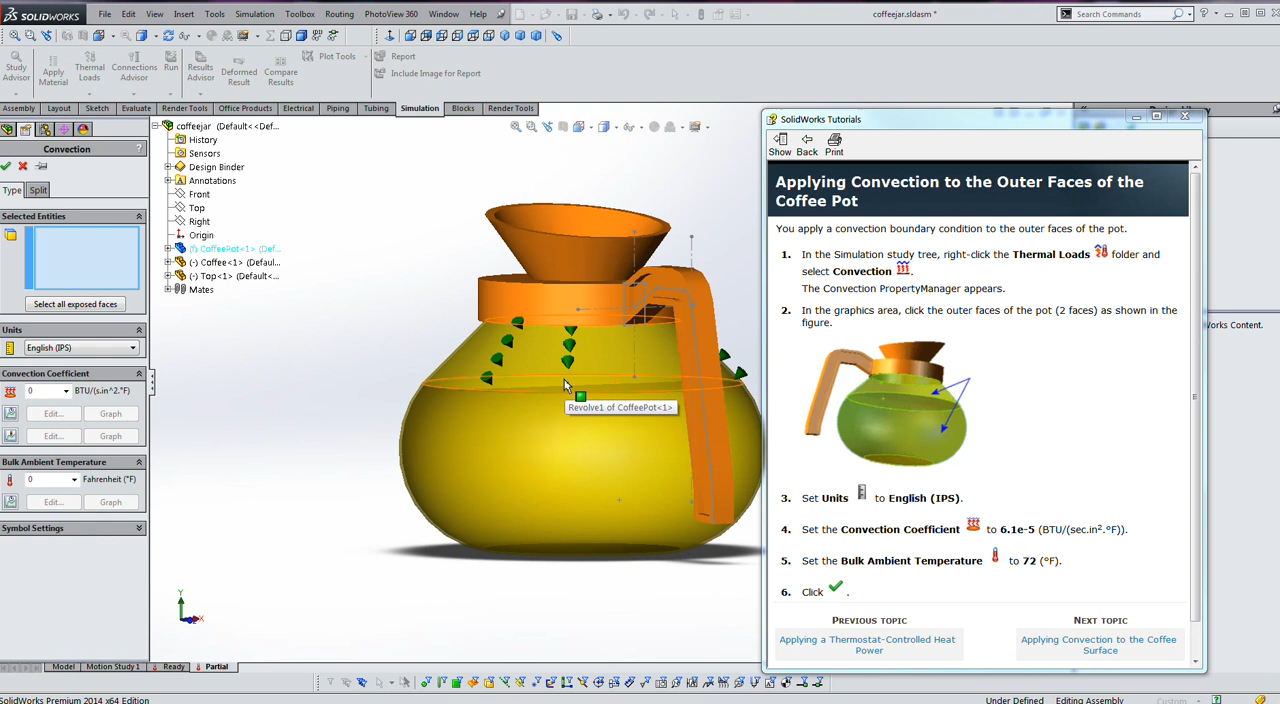 SOLIDWORKS File Edit View Insert Tools Simulation Toolbox Routing PhotoView 360 Window Help coffeejar.sldasm * Search Commands
Study Advisor
Apply Material
Thermal Loads
Connections Advisor
Run
Results Advisor
Deformed Result
Compare Results
Plot Tools
Report
Include Image for Report
Assembly Layout Sketch Evaluate Render Tools Office Products Electrical Piping Tubing Simulation Blocks Render Tools
Convection ?
Type Split
Selected Entities
Select all exposed faces
Units
English (IPS)
Convection Coefficient
0 BTU/(s.in^2.°F)
Edit... Graph
Edit... Graph
Bulk Ambient Temperature
0 Fahrenheit (°F)
Edit... Graph
Symbol Settings
coffeejar (Default<<Def...
History
Sensors
Design Binder
Annotations
Front
Top
Right
Origin
(f) CoffeePot<1> (Def...
(-) Coffee<1> (Defaul...
(-) Top<1> (Default<...
Mates
Revolve1 of CoffeePot<1>
Y
X
SolidWorks Tutorials
Show Back Print
Applying Convection to the Outer Faces of the
Coffee Pot
You apply a convection boundary condition to the outer faces of the pot.
1. In the Simulation study tree, right-click the Thermal Loads folder and
select Convection .
The Convection PropertyManager appears.
2. In the graphics area, click the outer faces of the pot (2 faces) as shown in the
figure.
3. Set Units to English (IPS).
4. Set the Convection Coefficient to 6.1e-5 (BTU/(sec.in².°F)).
5. Set the Bulk Ambient Temperature to 72 (°F).
6. Click .
PREVIOUS TOPIC
Applying a Thermostat-Controlled Heat
Power
NEXT TOPIC
Applying Convection to the Coffee
Surface
Works Content.
Model Motion Study 1 Ready Partial
SolidWorks Premium 2014 x64 Edition Under Defined Editing Assembly Custom